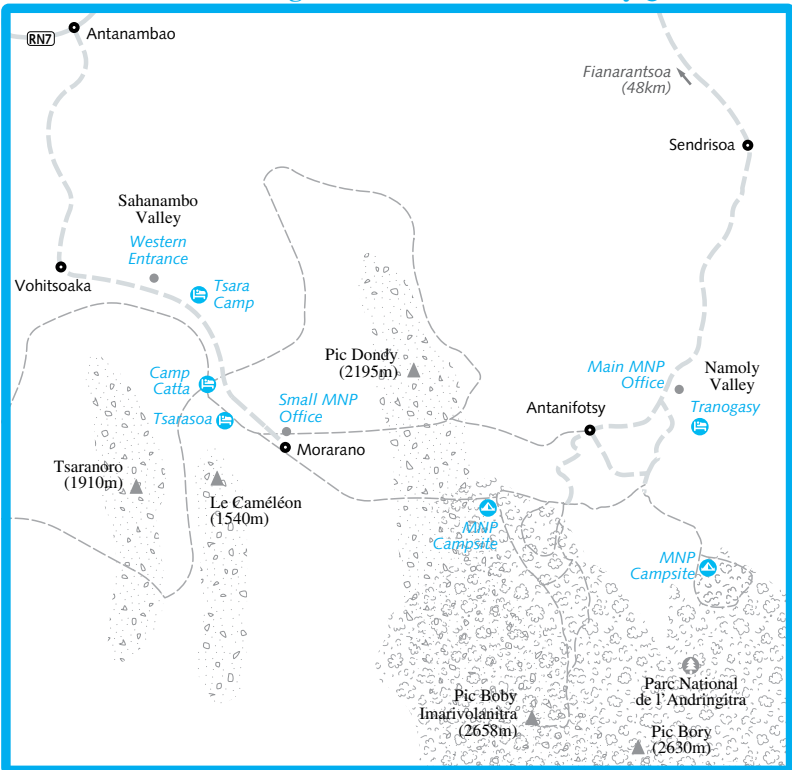 RN7
Antanambao
Fianarantsoa
(48km)
Sendrisoa
Sahanambo
Valley
Western
Entrance
Vohitsoaka
Tsara
Camp
Pic Dondy
(2195m)
Camp
Catta
Small MNP
Office
Main MNP
Office
Namoly
Valley
Tsarasoa
Antanifotsy
Tranogasy
Morarano
Tsaranoro
(1910m)
Le Caméléon
(1540m)
MNP
Campsite
MNP
Campsite
Parc National
de l'Andringitra
Pic Boby
Imarivolanitra
(2658m)
Pic Bory
(2630m)